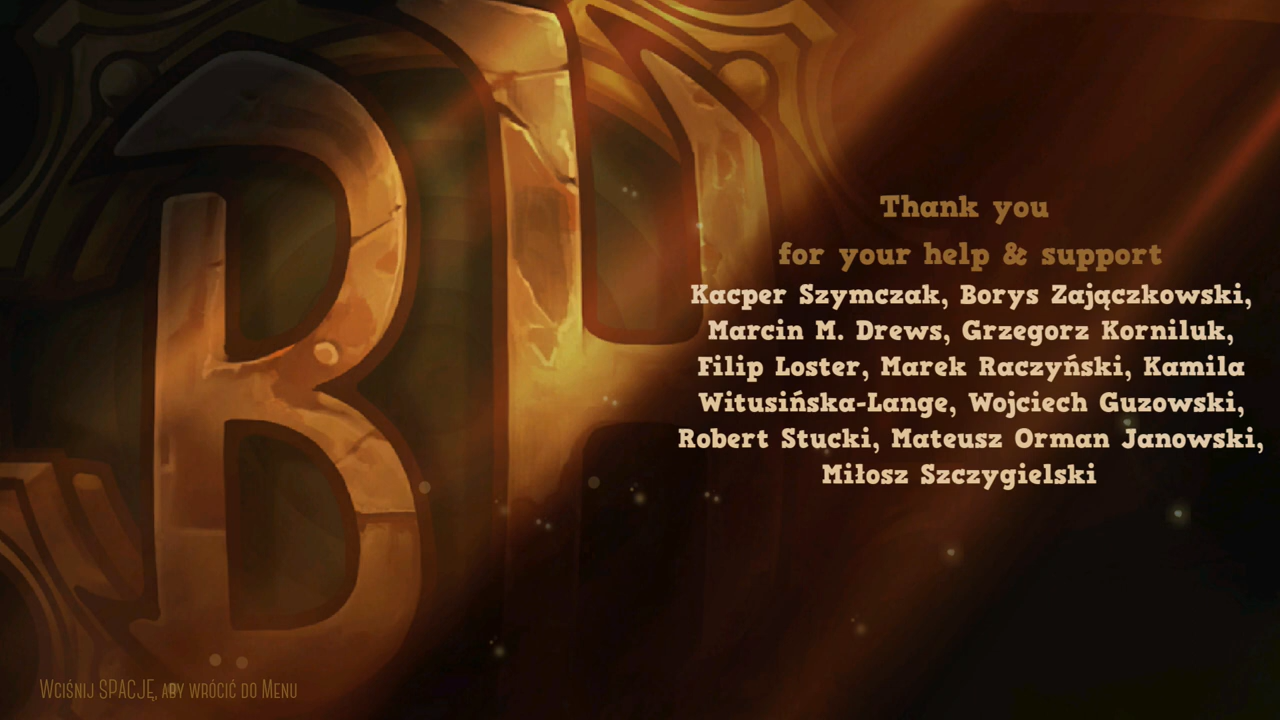 Thank you
for your help & support
Kacper Szymczak, Borys Zajączkowski,
Marcin M. Drews, Grzegorz Korniluk,
Filip Loster, Marek Raczyński, Kamila
Witusińska-Lange, Wojciech Guzowski,
Robert Stucki, Mateusz Orman Janowski,
Miłosz Szczygielski
Wciśnij SPACJĘ, aby wrócić do Menu